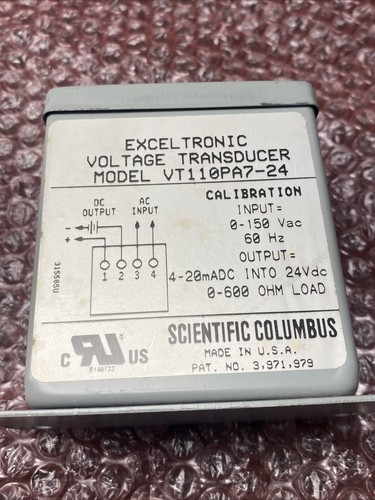 EXCELTRONIC
VOLTAGE TRANSDUCER
MODEL VT110PA7-24
DC OUTPUT
AC INPUT
- +
1 2 3 4
CALIBRATION
INPUT=
0-150 Vac
60 Hz
OUTPUT=
4-20mADC INTO 24Vdc
0-600 OHM LOAD
C RU US
SCIENTIFIC COLUMBUS
MADE IN U.S.A.
PAT. NO. 3,971,979